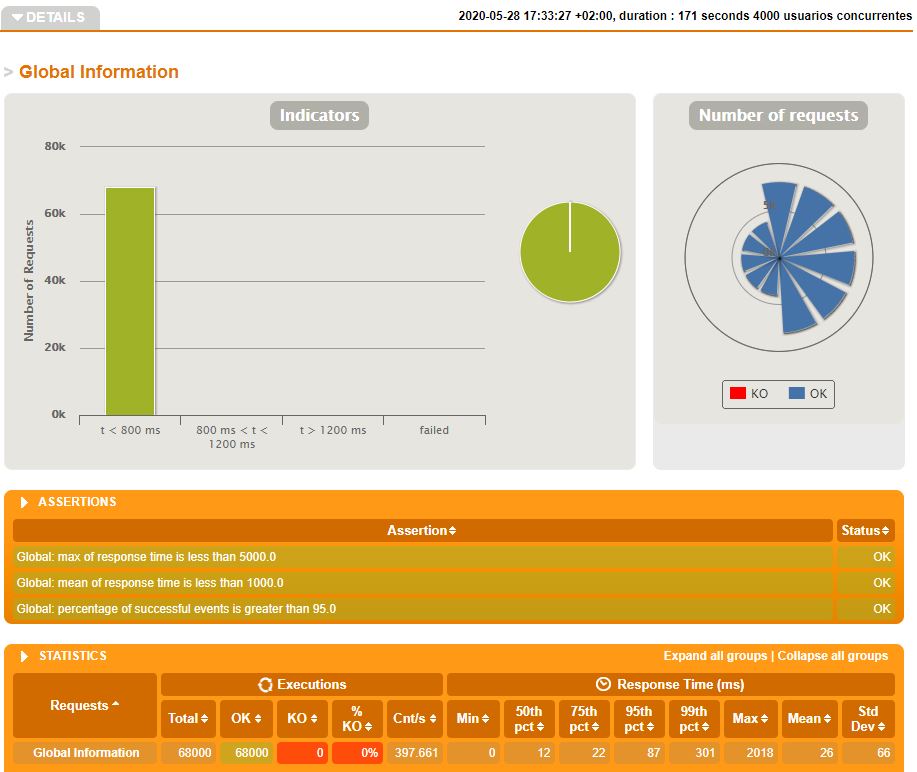 DETAILS
2020-05-28 17:33:27 +02:00, duration : 171 seconds 4000 usuarios concurrentes
> Global Information
Indicators
Number of Requests
80k
60k
40k
20k
0k
t < 800 ms
800 ms < t <
1200 ms
t > 1200 ms
failed
Number of requests
5k
0k
KO OK
ASSERTIONS
Assertion Status
Global: max of response time is less than 5000.0 OK
Global: mean of response time is less than 1000.0 OK
Global: percentage of successful events is greater than 95.0 OK
STATISTICS Expand all groups | Collapse all groups
Requests
Executions
Response Time (ms)
Total OK KO % KO Cnt/s Min 50th pct 75th pct 95th pct 99th pct Max Mean Std Dev
Global Information 68000 68000 0 0% 397.661 0 12 22 87 301 2018 26 66